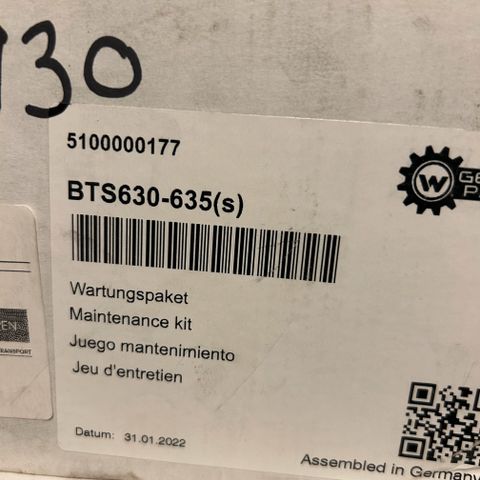 130
5100000177
W
BTS630-635(s)
Wartungspaket
Maintenance kit
Juego mantenimiento
Jeu d'entretien
Datum: 31.01.2022
Assembled in Germany